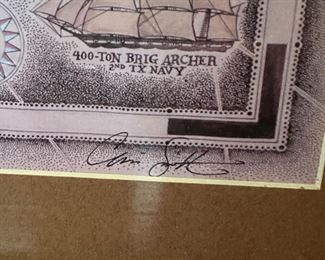 400-TON BRIG ARCHER
2ND TX NAVY